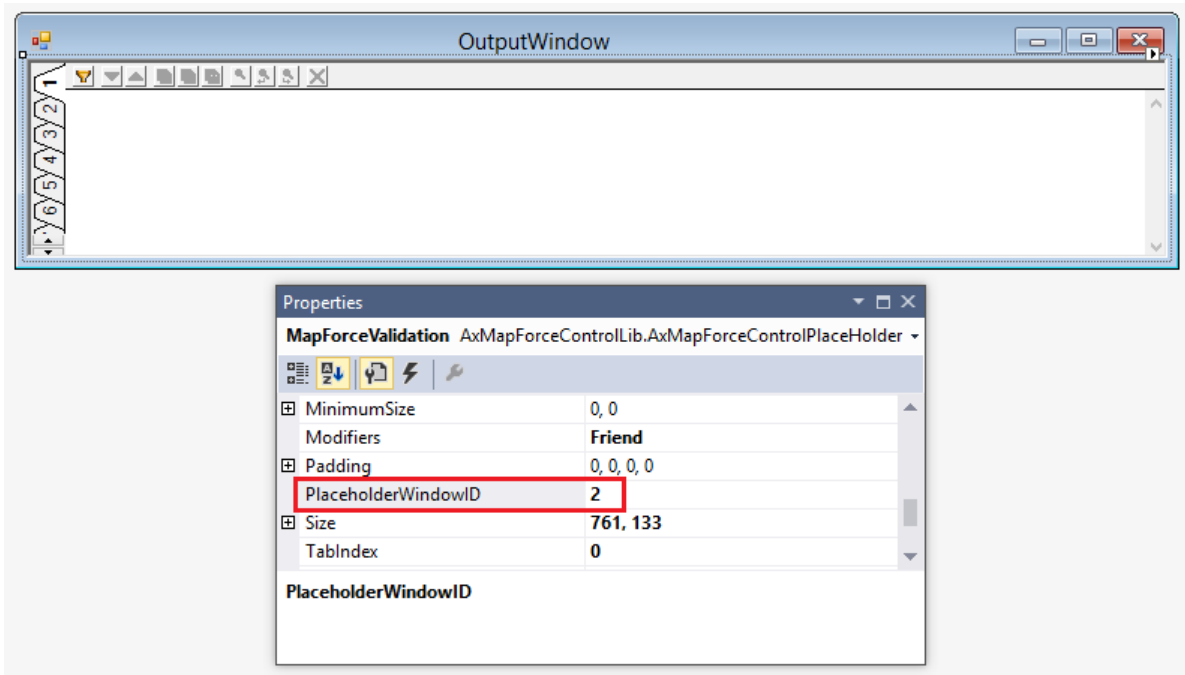 OutputWindow
1
2
3
4
5
6
Properties
MapForceValidation AxMapForceControlLib.AxMapForceControlPlaceHolder
MinimumSize 0, 0
Modifiers Friend
Padding 0, 0, 0, 0
PlaceholderWindowID 2
Size 761, 133
TabIndex 0
PlaceholderWindowID